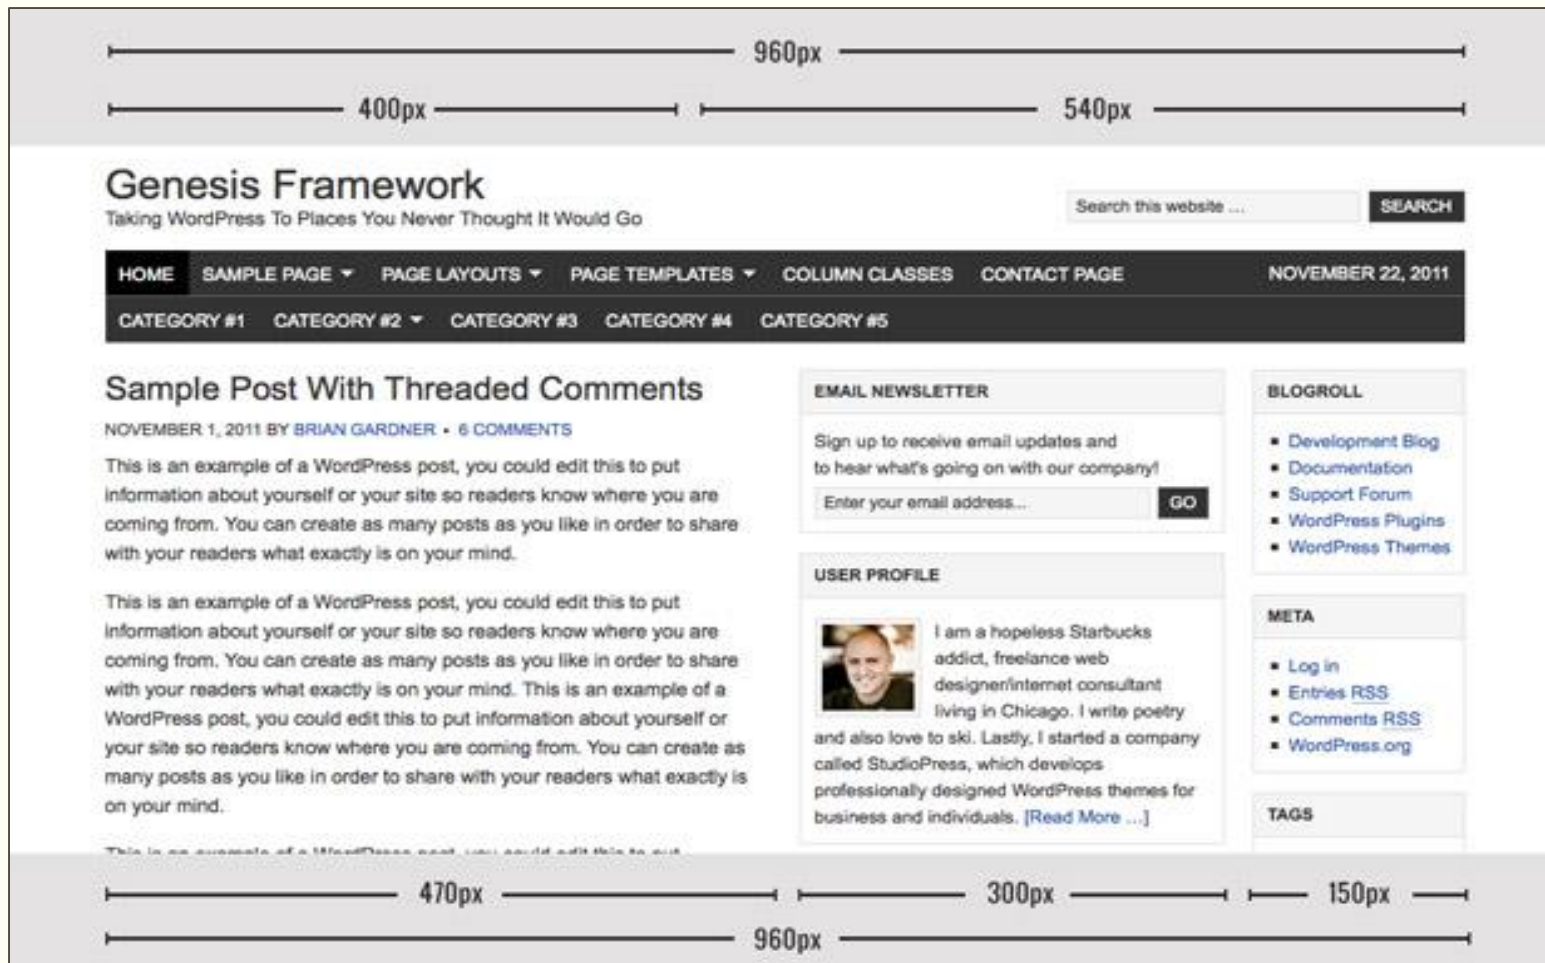 960px
400px 540px
Genesis Framework
Taking WordPress To Places You Never Thought It Would Go
Search this website ... SEARCH
HOME SAMPLE PAGE PAGE LAYOUTS PAGE TEMPLATES COLUMN CLASSES CONTACT PAGE NOVEMBER 22, 2011
CATEGORY #1 CATEGORY #2 CATEGORY #3 CATEGORY #4 CATEGORY #5
Sample Post With Threaded Comments
NOVEMBER 1, 2011 BY BRIAN GARDNER • 6 COMMENTS
This is an example of a WordPress post, you could edit this to put
information about yourself or your site so readers know where you are
coming from. You can create as many posts as you like in order to share
with your readers what exactly is on your mind.
This is an example of a WordPress post, you could edit this to put
information about yourself or your site so readers know where you are
coming from. You can create as many posts as you like in order to share
with your readers what exactly is on your mind. This is an example of a
WordPress post, you could edit this to put information about yourself or
your site so readers know where you are coming from. You can create as
many posts as you like in order to share with your readers what exactly is
on your mind.
This is an example of a WordPress post, you could edit this to put
EMAIL NEWSLETTER
Sign up to receive email updates and
to hear what's going on with our company!
Enter your email address... GO
USER PROFILE
I am a hopeless Starbucks
addict, freelance web
designer/internet consultant
living in Chicago. I write poetry
and also love to ski. Lastly, I started a company
called StudioPress, which develops
professionally designed WordPress themes for
business and individuals. [Read More ...]
BLOGROLL
Development Blog
Documentation
Support Forum
WordPress Plugins
WordPress Themes
META
Log in
Entries RSS
Comments RSS
WordPress.org
TAGS
470px 300px 150px
960px